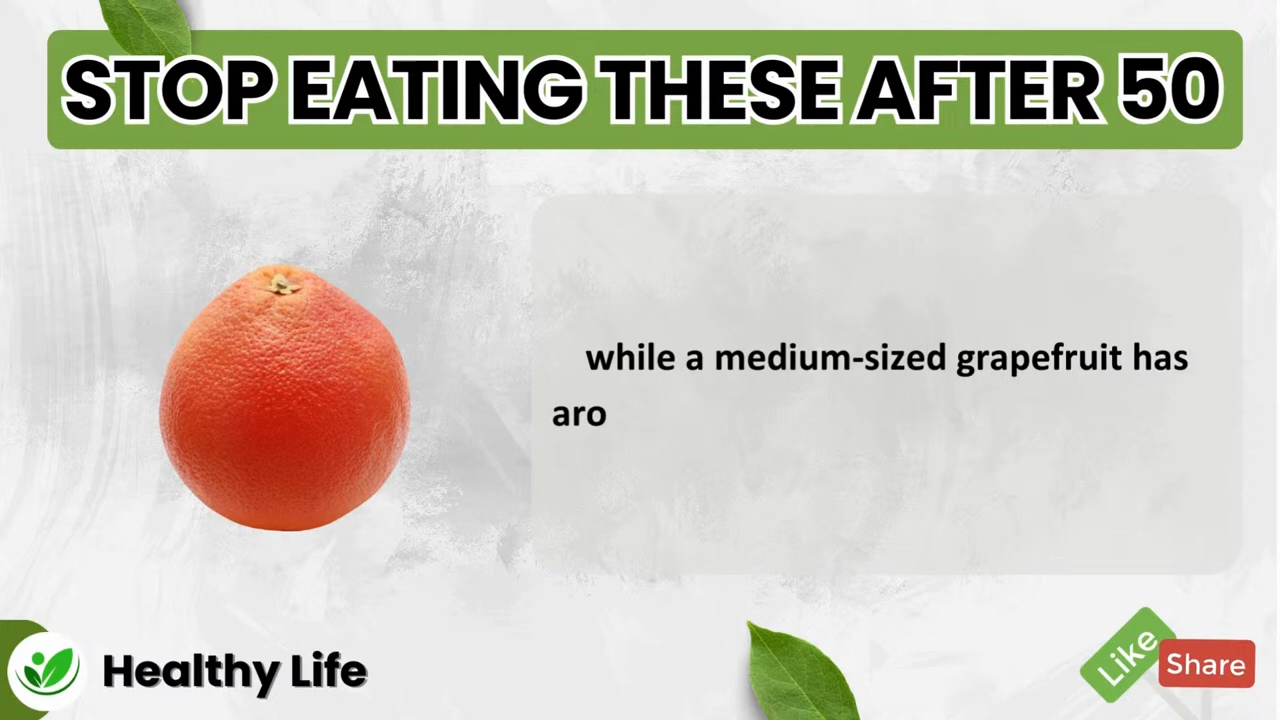 STOP EATING THESE AFTER 50
while a medium-sized grapefruit has
aro
Healthy Life
Like
Share